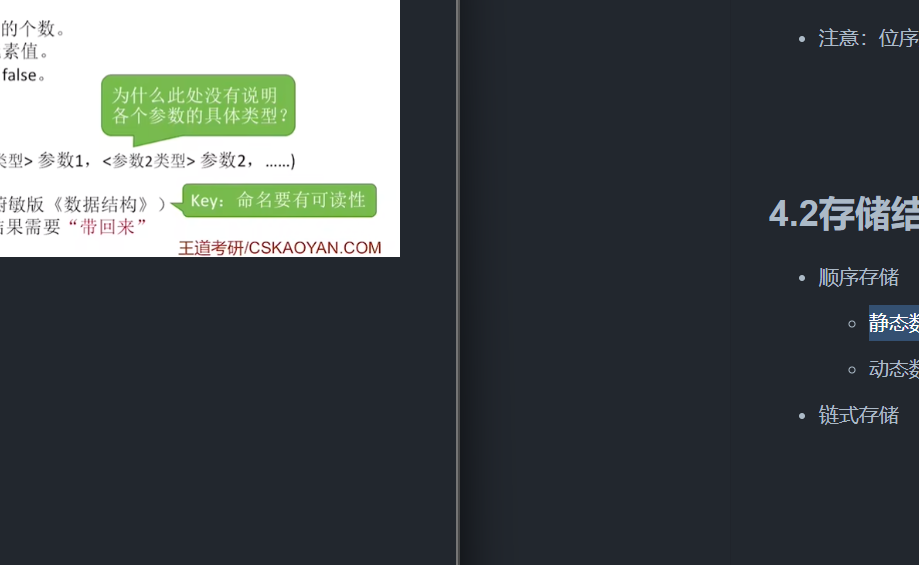 的个数。
素值。
false。
为什么此处没有说明
各个参数的具体类型？
类型> 参数1，<参数2类型> 参数2，……)
蔚敏版《数据结构》）
Key：命名要有可读性
结果需要“带回来”
王道考研/CSKAOYAN.COM
注意：位序
4.2存储结
顺序存储
静态数
动态数
链式存储